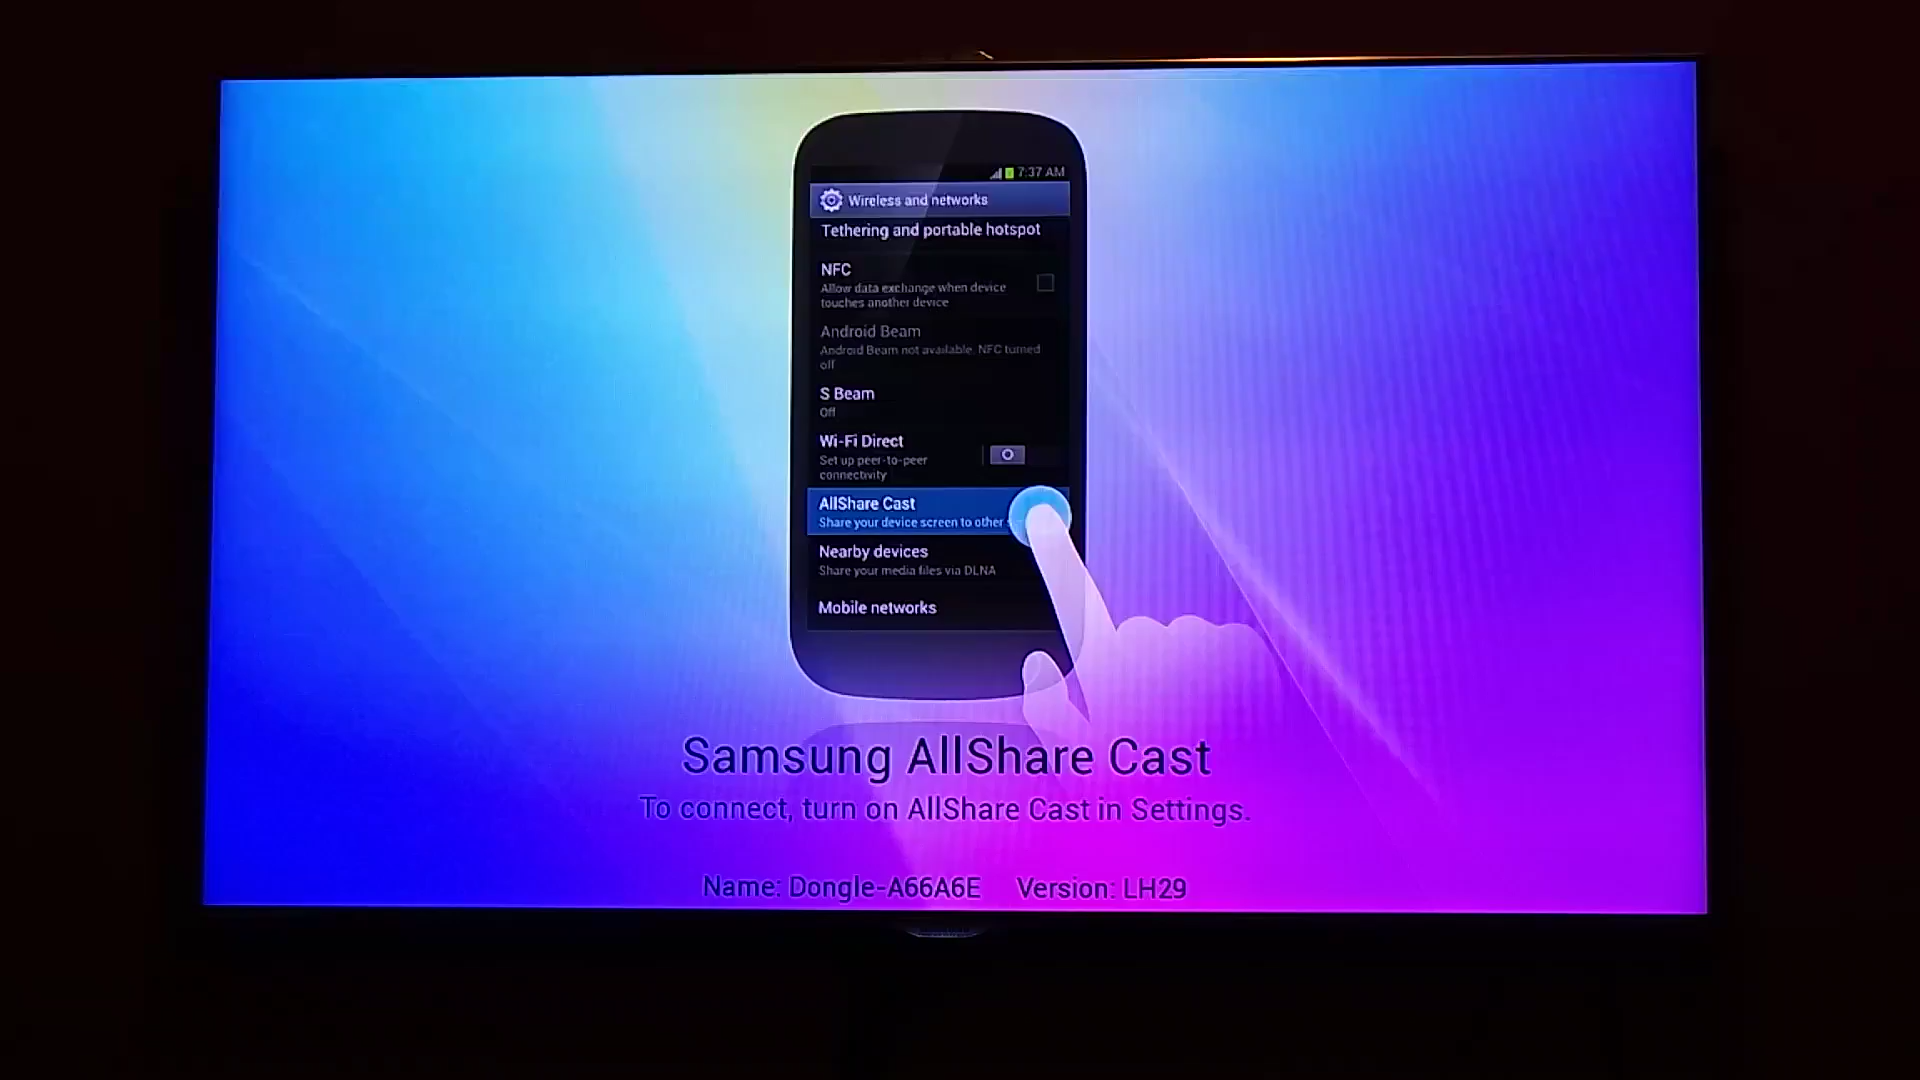 7:37 AM
Wireless and networks
Tethering and portable hotspot
NFC
Allow data exchange when device
touches another device
Android Beam
Android Beam not available. NFC turned
off
S Beam
Off
Wi-Fi Direct
Set up peer-to-peer
connectivity
AllShare Cast
Share your device screen to other
Nearby devices
Share your media files via DLNA
Mobile networks
Samsung AllShare Cast
To connect, turn on AllShare Cast in Settings.
Name: Dongle-A66A6E Version: LH29